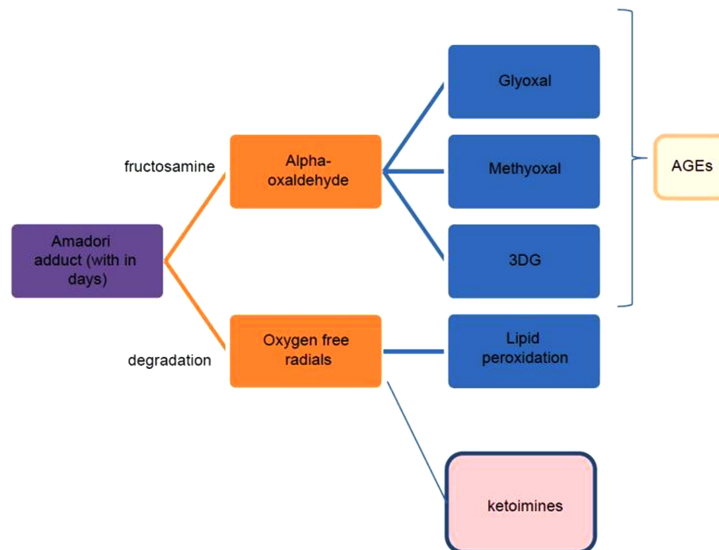 Glyoxal
fructosamine
Alpha-
oxaldehyde
Methyoxal
AGEs
Amadori
adduct (with in
days)
3DG
degradation
Oxygen free
radials
Lipid
peroxidation
ketoimines